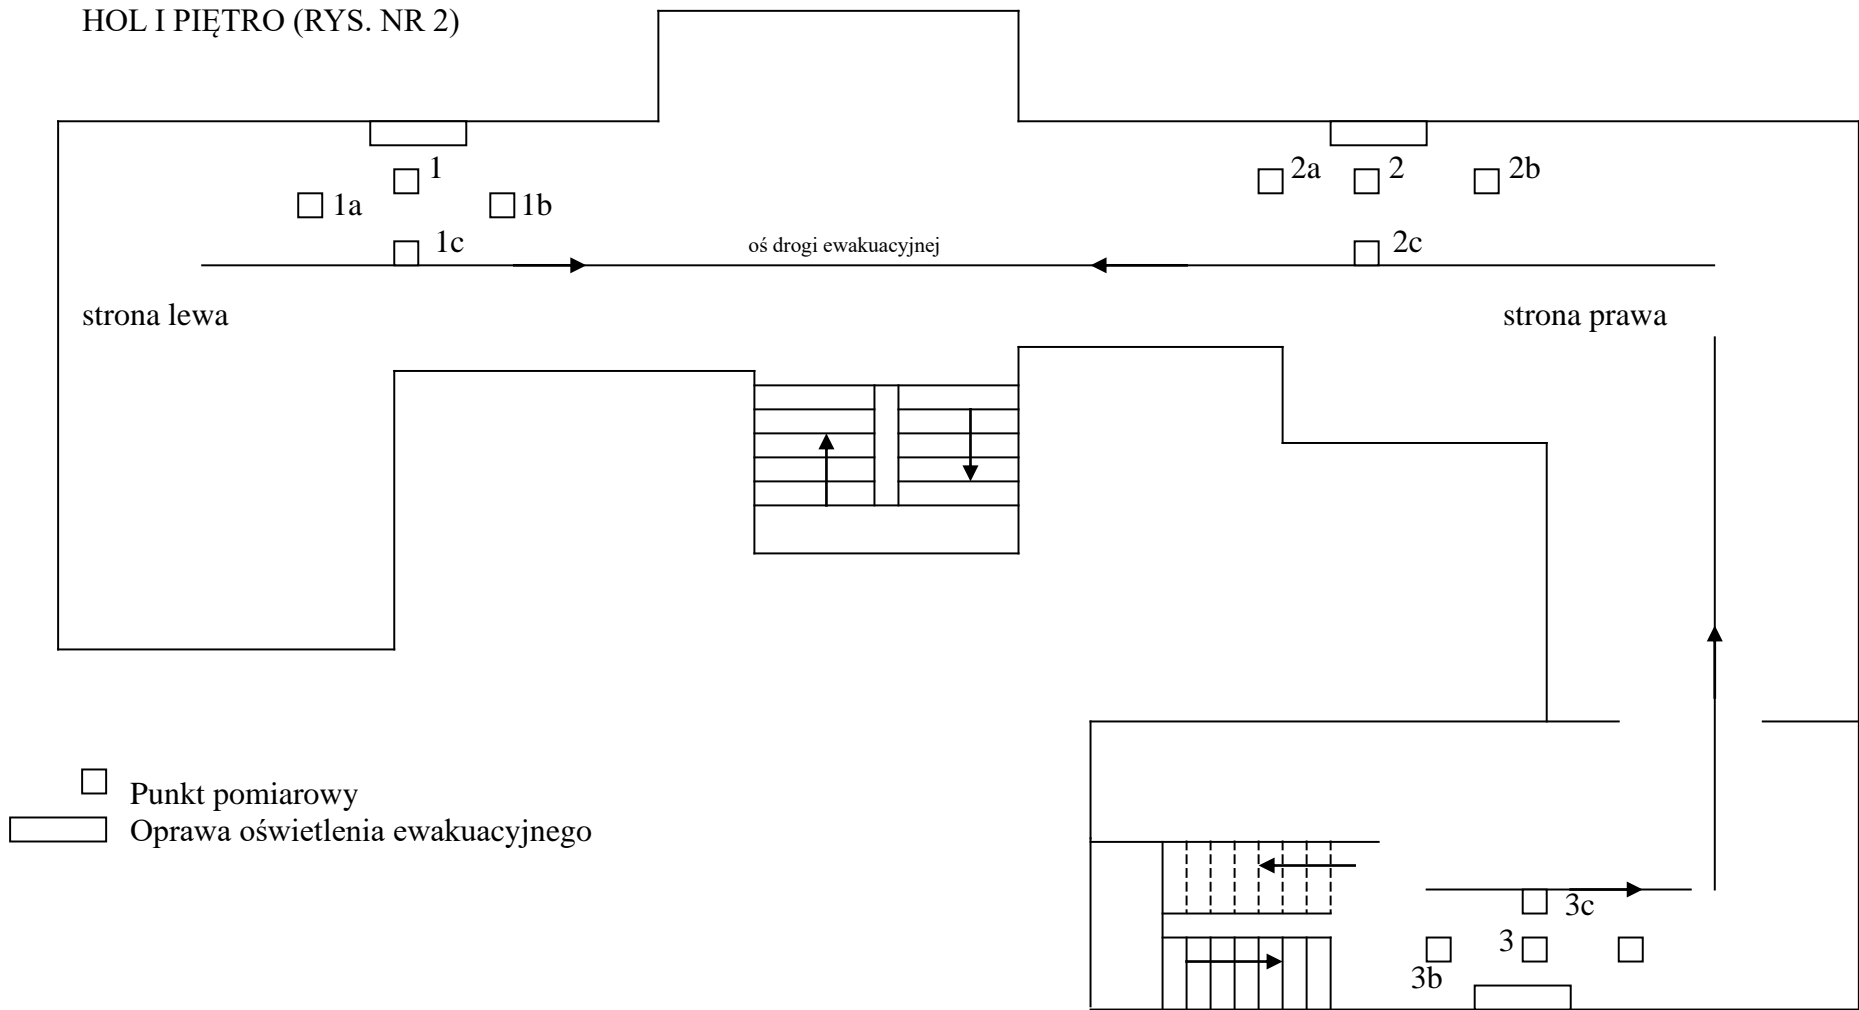 HOL I PIĘTRO (RYS. NR 2)
1
2a
2
2b
1a
1b
1c
oś drogi ewakuacyjnej
2c
strona lewa
strona prawa
Punkt pomiarowy
Oprawa oświetlenia ewakuacyjnego
3c
3
3b